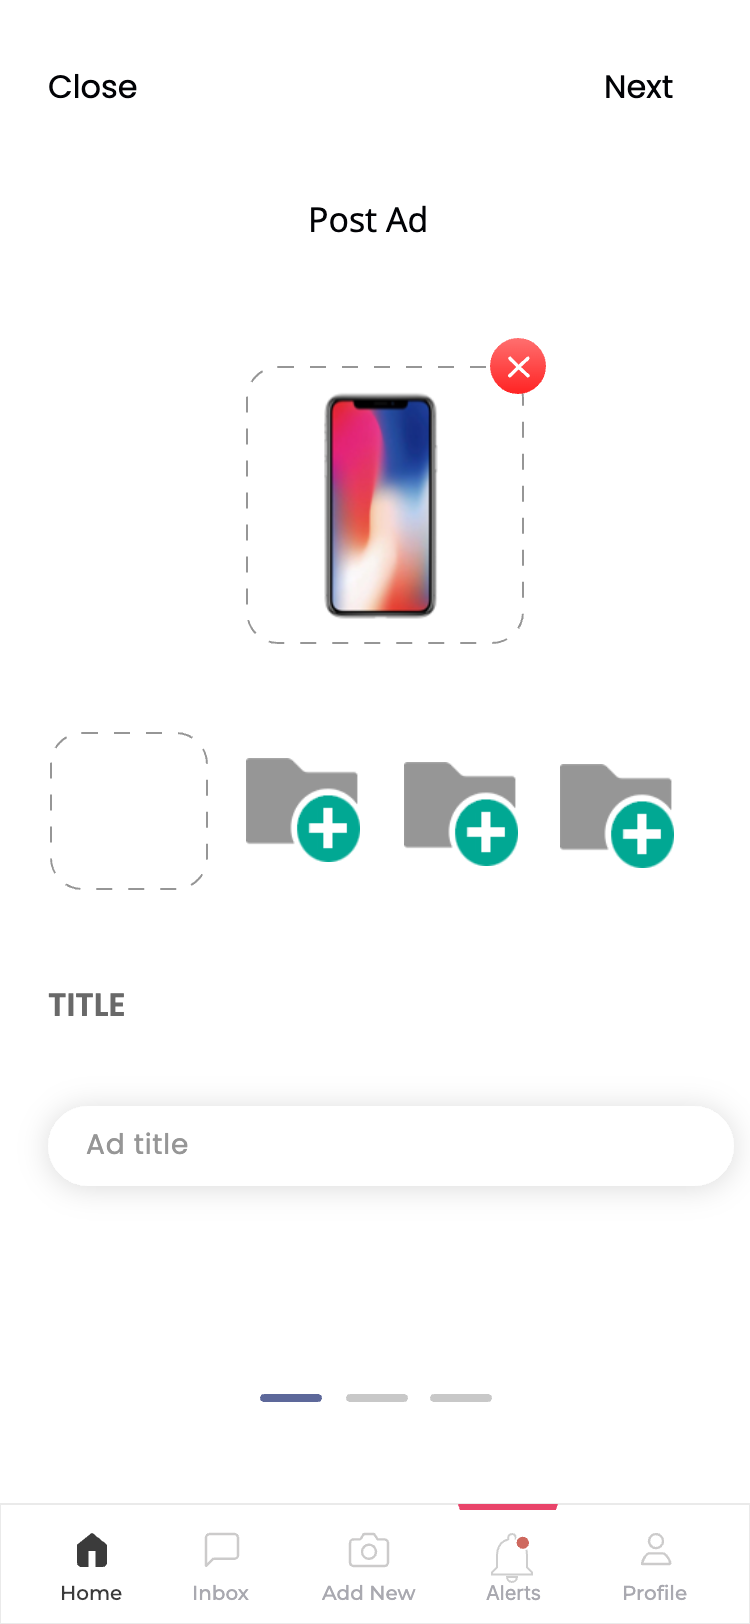 Close
Next
Post Ad
TITLE
Ad title
Home
Inbox
Add New
Alerts
Profile